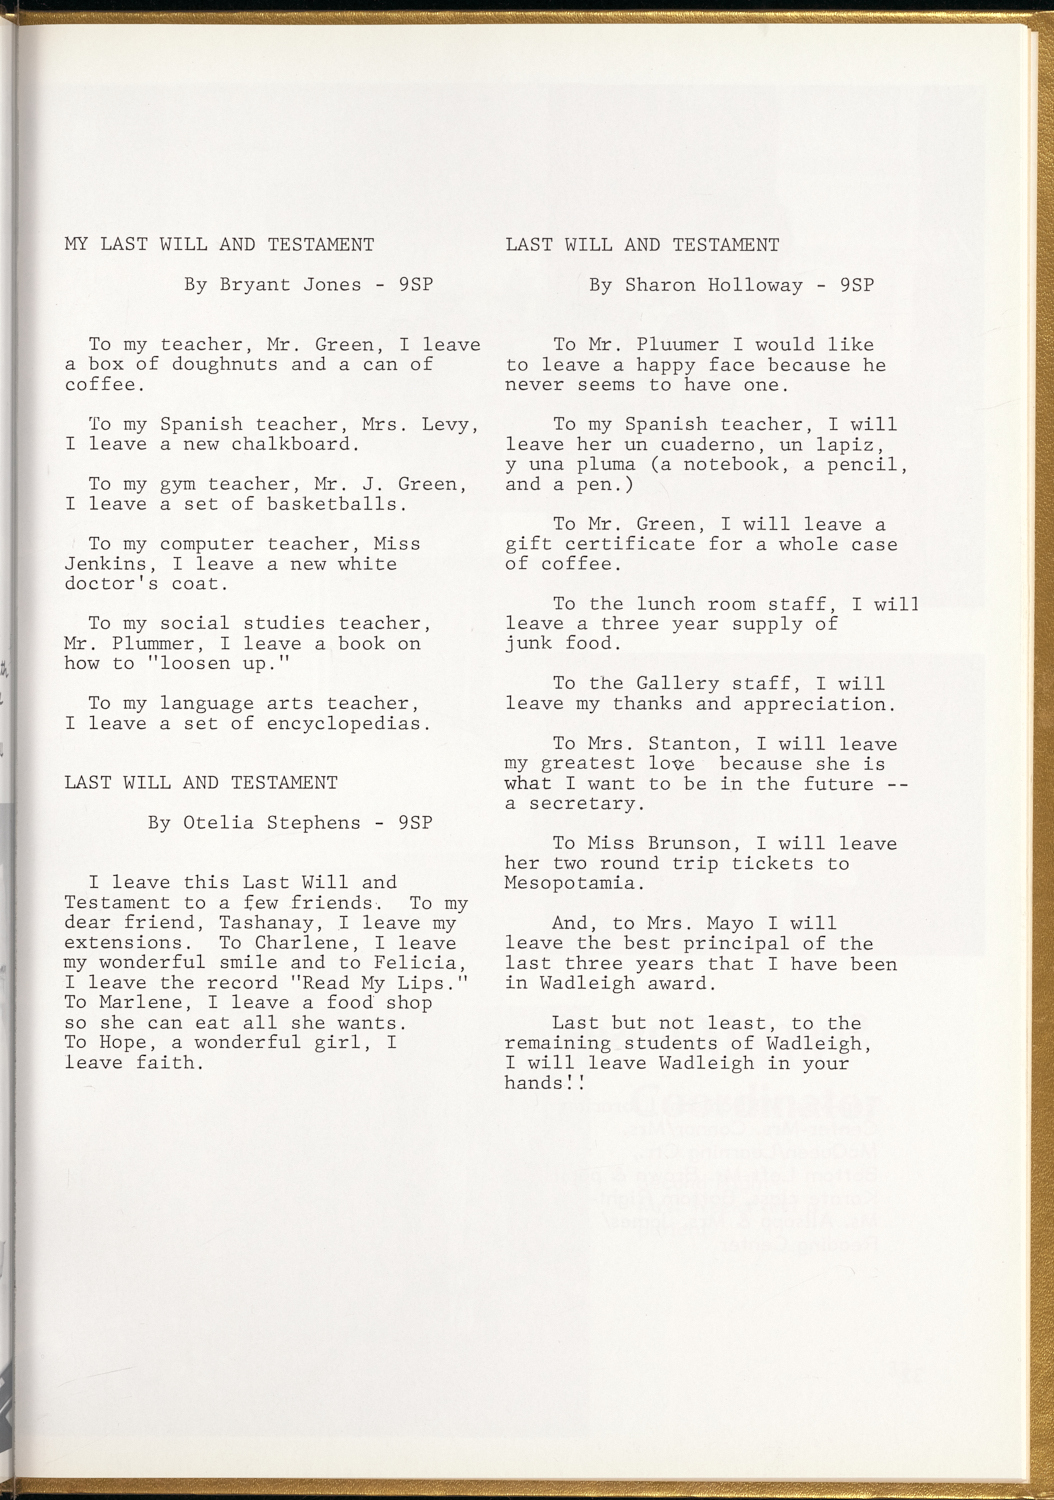 MY LAST WILL AND TESTAMENT
By Bryant Jones - 9SP
To my teacher, Mr. Green, I leave
a box of doughnuts and a can of
coffee.
To my Spanish teacher, Mrs. Levy,
I leave a new chalkboard.
To my gym teacher, Mr. J. Green,
I leave a set of basketballs.
To my computer teacher, Miss
Jenkins, I leave a new white
doctor's coat.
To my social studies teacher,
Mr. Plummer, I leave a book on
how to "loosen up."
To my language arts teacher,
I leave a set of encyclopedias.
LAST WILL AND TESTAMENT
By Otelia Stephens - 9SP
I leave this Last Will and
Testament to a few friends. To my
dear friend, Tashanay, I leave my
extensions. To Charlene, I leave
my wonderful smile and to Felicia,
I leave the record "Read My Lips."
To Marlene, I leave a food shop
so she can eat all she wants.
To Hope, a wonderful girl, I
leave faith.
LAST WILL AND TESTAMENT
By Sharon Holloway - 9SP
To Mr. Pluumer I would like
to leave a happy face because he
never seems to have one.
To my Spanish teacher, I will
leave her un cuaderno, un lapiz,
y una pluma (a notebook, a pencil,
and a pen.)
To Mr. Green, I will leave a
gift certificate for a whole case
of coffee.
To the lunch room staff, I will
leave a three year supply of
junk food.
To the Gallery staff, I will
leave my thanks and appreciation.
To Mrs. Stanton, I will leave
my greatest love because she is
what I want to be in the future --
a secretary.
To Miss Brunson, I will leave
her two round trip tickets to
Mesopotamia.
And, to Mrs. Mayo I will
leave the best principal of the
last three years that I have been
in Wadleigh award.
Last but not least, to the
remaining students of Wadleigh,
I will leave Wadleigh in your
hands!!